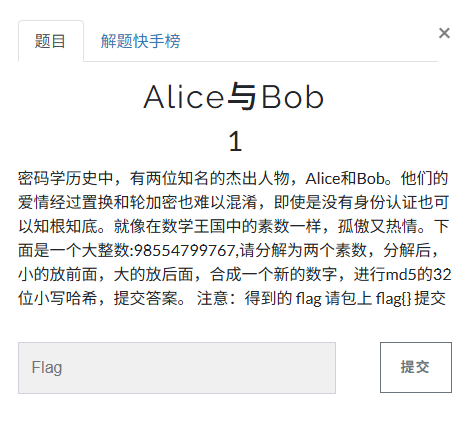 题目 解题快手榜 ×
Alice与Bob
1
密码学历史中，有两位知名的杰出人物，Alice和Bob。他们的
爱情经过置换和轮加密也难以混淆，即使是没有身份认证也可
以知根知底。就像在数学王国中的素数一样，孤傲又热情。下
面是一个大整数:98554799767,请分解为两个素数，分解后，
小的放前面，大的放后面，合成一个新的数字，进行md5的32
位小写哈希，提交答案。 注意：得到的 flag 请包上 flag{} 提交
Flag 提交